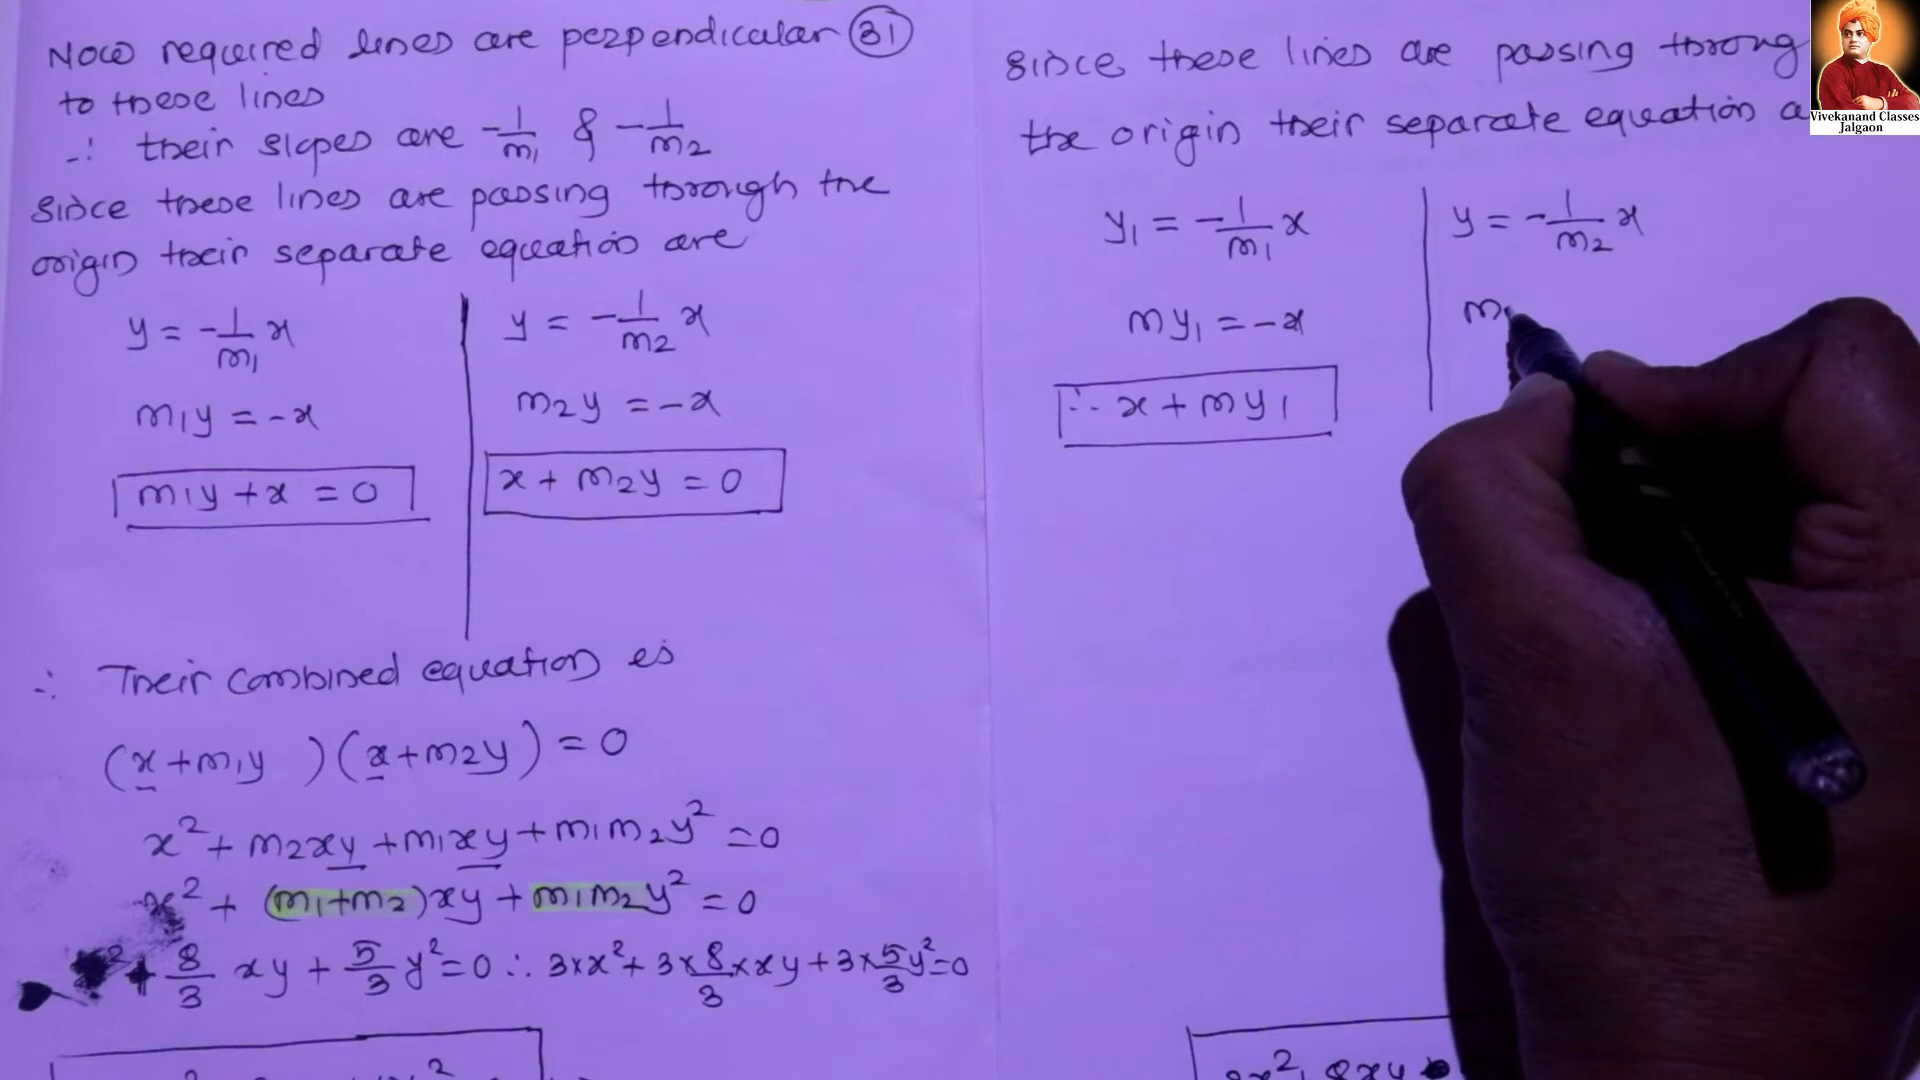 Now required lines are perpendicular 31
to these lines
∴ their slopes are -1/m1 & -1/m2
since these lines are passing through the
origin their separate equation are
y = -1/m1 x
m1y = -x
m1y + x = 0
y = -1/m2 x
m2y = -x
x + m2y = 0
∴ Their combined equation is
(x + m1y )(x + m2y) = 0
x² + m2xy + m1xy + m1m2y² = 0
x² + (m1+m2)xy + m1m2y² = 0
² + 8/3 xy + 5/3 y² = 0 ∴ 3×x² + 3×8/3×xy + 3×5/3y² = 0
since these lines are passing throug
the origin their separate equation a
y1 = -1/m1 x
my1 = -x
∴ x + my1
y = -1/m2 x
m
Vivekanand Classes
Jalgaon